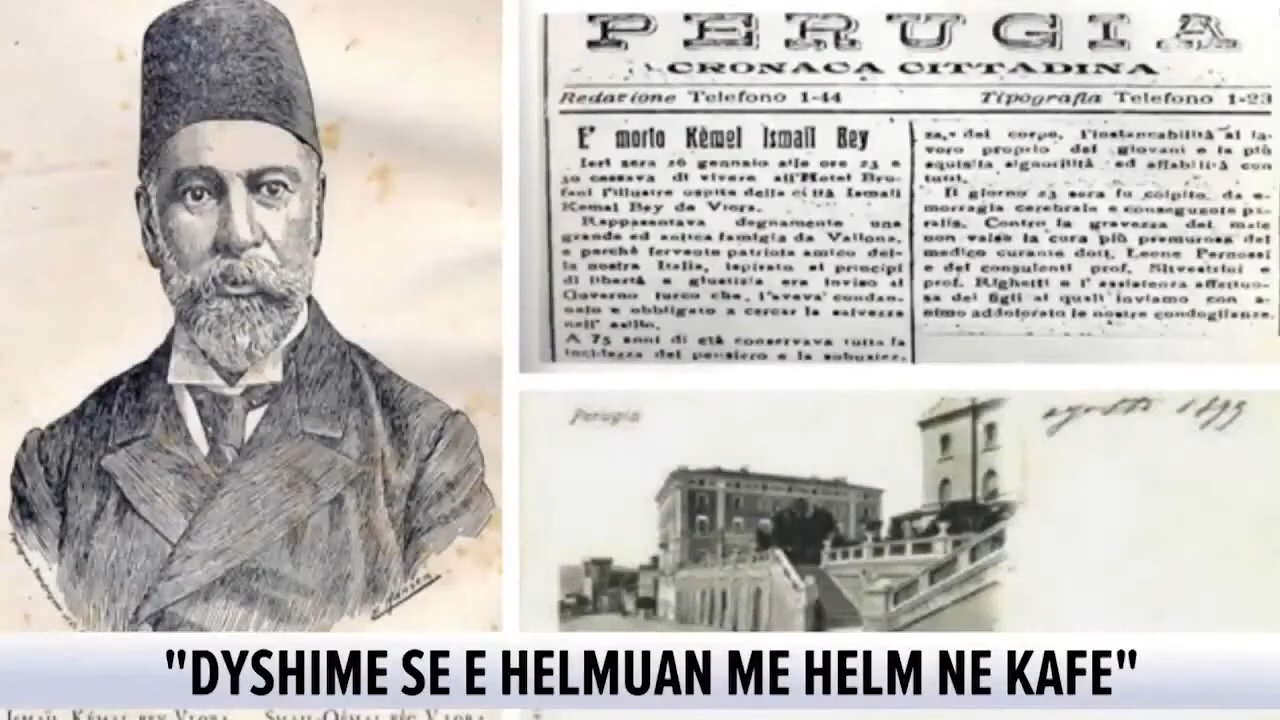 PERUGIA
CRONACA CITTADINA
Redazione Telefono 1-44
Tipografia Telefono 1-23
E' morto Kèmel Ismaïl Bey
Ieri sera 26 gennaio alle ore 23 e
30 cessava di vivere all'Hotel Bru-
fani l'illustre ospite della città Ismail
Kemal Bey de Vlora.
Rappresentava degnamente una
grande ed antica famigia da Vallona,
e perchè fervente patriota amico del-
la nostra Italia, ispirato ai principi
di libertà e giustizia era inviso al
Governo turco che, l'aveva condan-
nato e obbligato a cercar la salvezza
nell' esilio.
A 75 anni di età conservava tutta la
lucidezza del pensiero e la robustez-
za,- del corpo, l'instancabilità al la-
voro proprio dei giovani e la più
squisita signorilità ed affabilità con
tutti.
Il giorno 23 sera fu colpito da e-
morragia cerebrale e conseguente pa-
ralis. Contro la gravezza del male
non valse la cura più premurosa del
medico curante dott. Leone Pernossi
e dei consulenti prof. Silvestrini e
prof. Righetti e l' assistenza affettuo-
sa dei figli ai quali inviamo con a-
nimo addolorato le nostre condoglianze.
Perugia
agosto 1899
"DYSHIME SE E HELMUAN ME HELM NE KAFE"